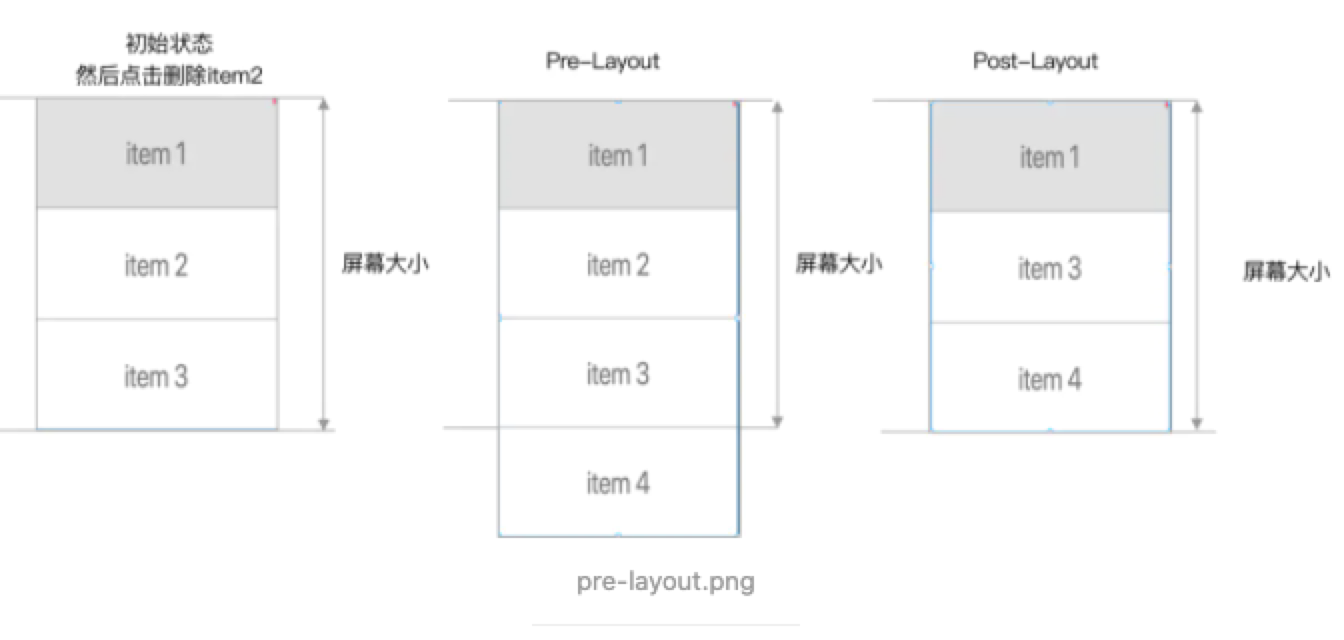 初始状态
然后点击删除item2
item 1
item 2
item 3
屏幕大小
Pre-Layout
item 1
item 2
item 3
item 4
屏幕大小
Post-Layout
item 1
item 3
item 4
屏幕大小
pre-layout.png